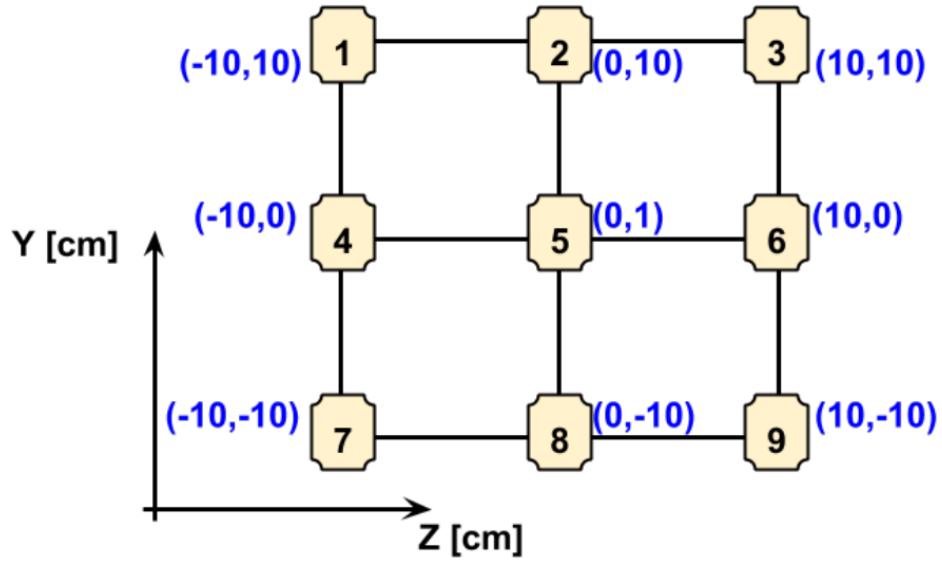 1 2 3
(-10,10) (0,10) (10,10)
(-10,0) (0,1) (10,0)
Y [cm] 4 5 6
(-10,-10) (0,-10) (10,-10)
7 8 9
Z [cm]